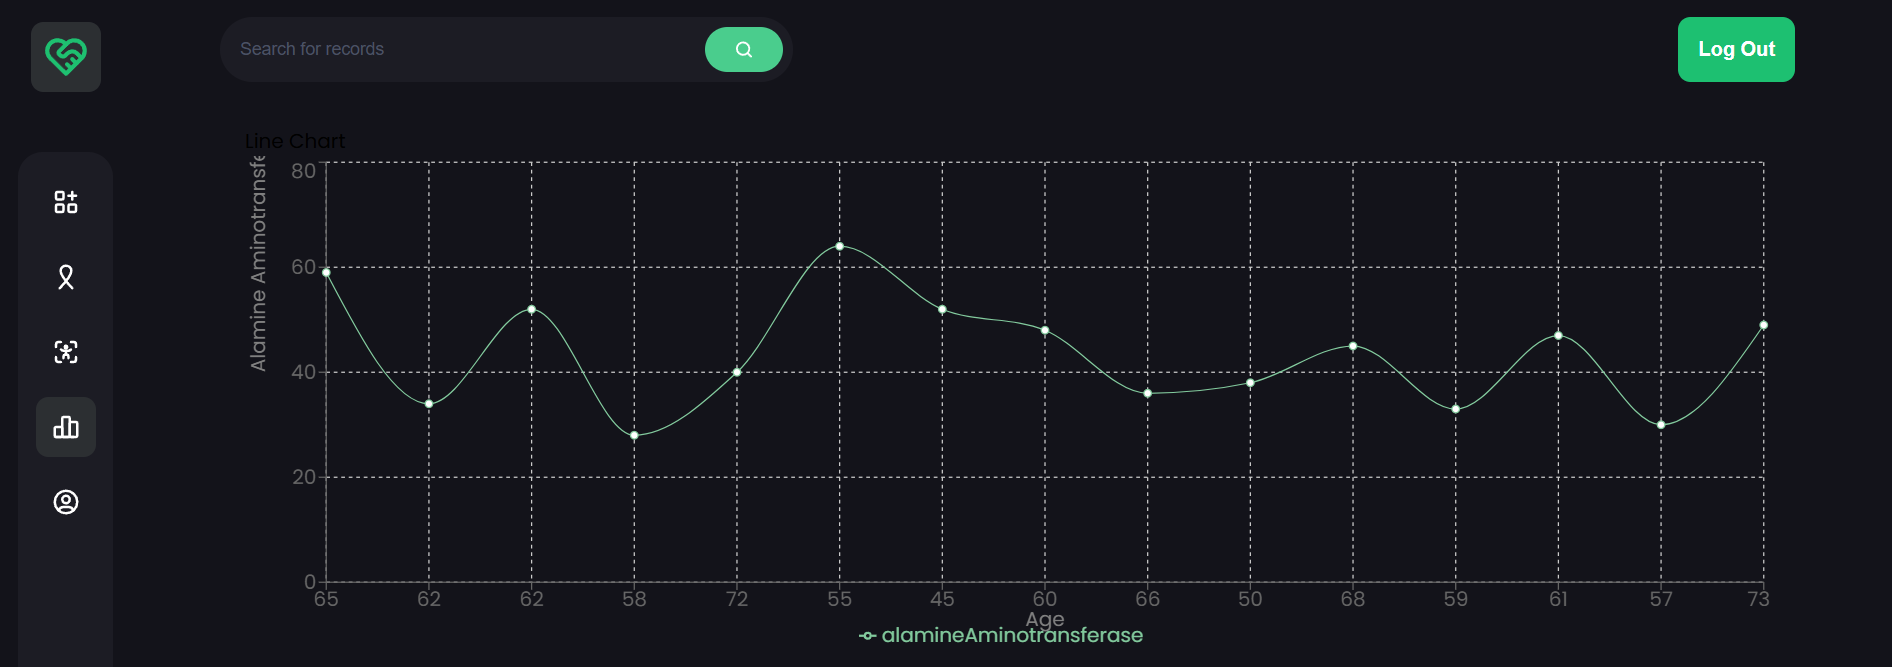 Search for records
Log Out
Line Chart
Alamine Aminotransfe
80
60
40
20
0
65 62 62 58 72 55 45 60 66 50 68 59 61 57 73
Age
alamineAminotransferase